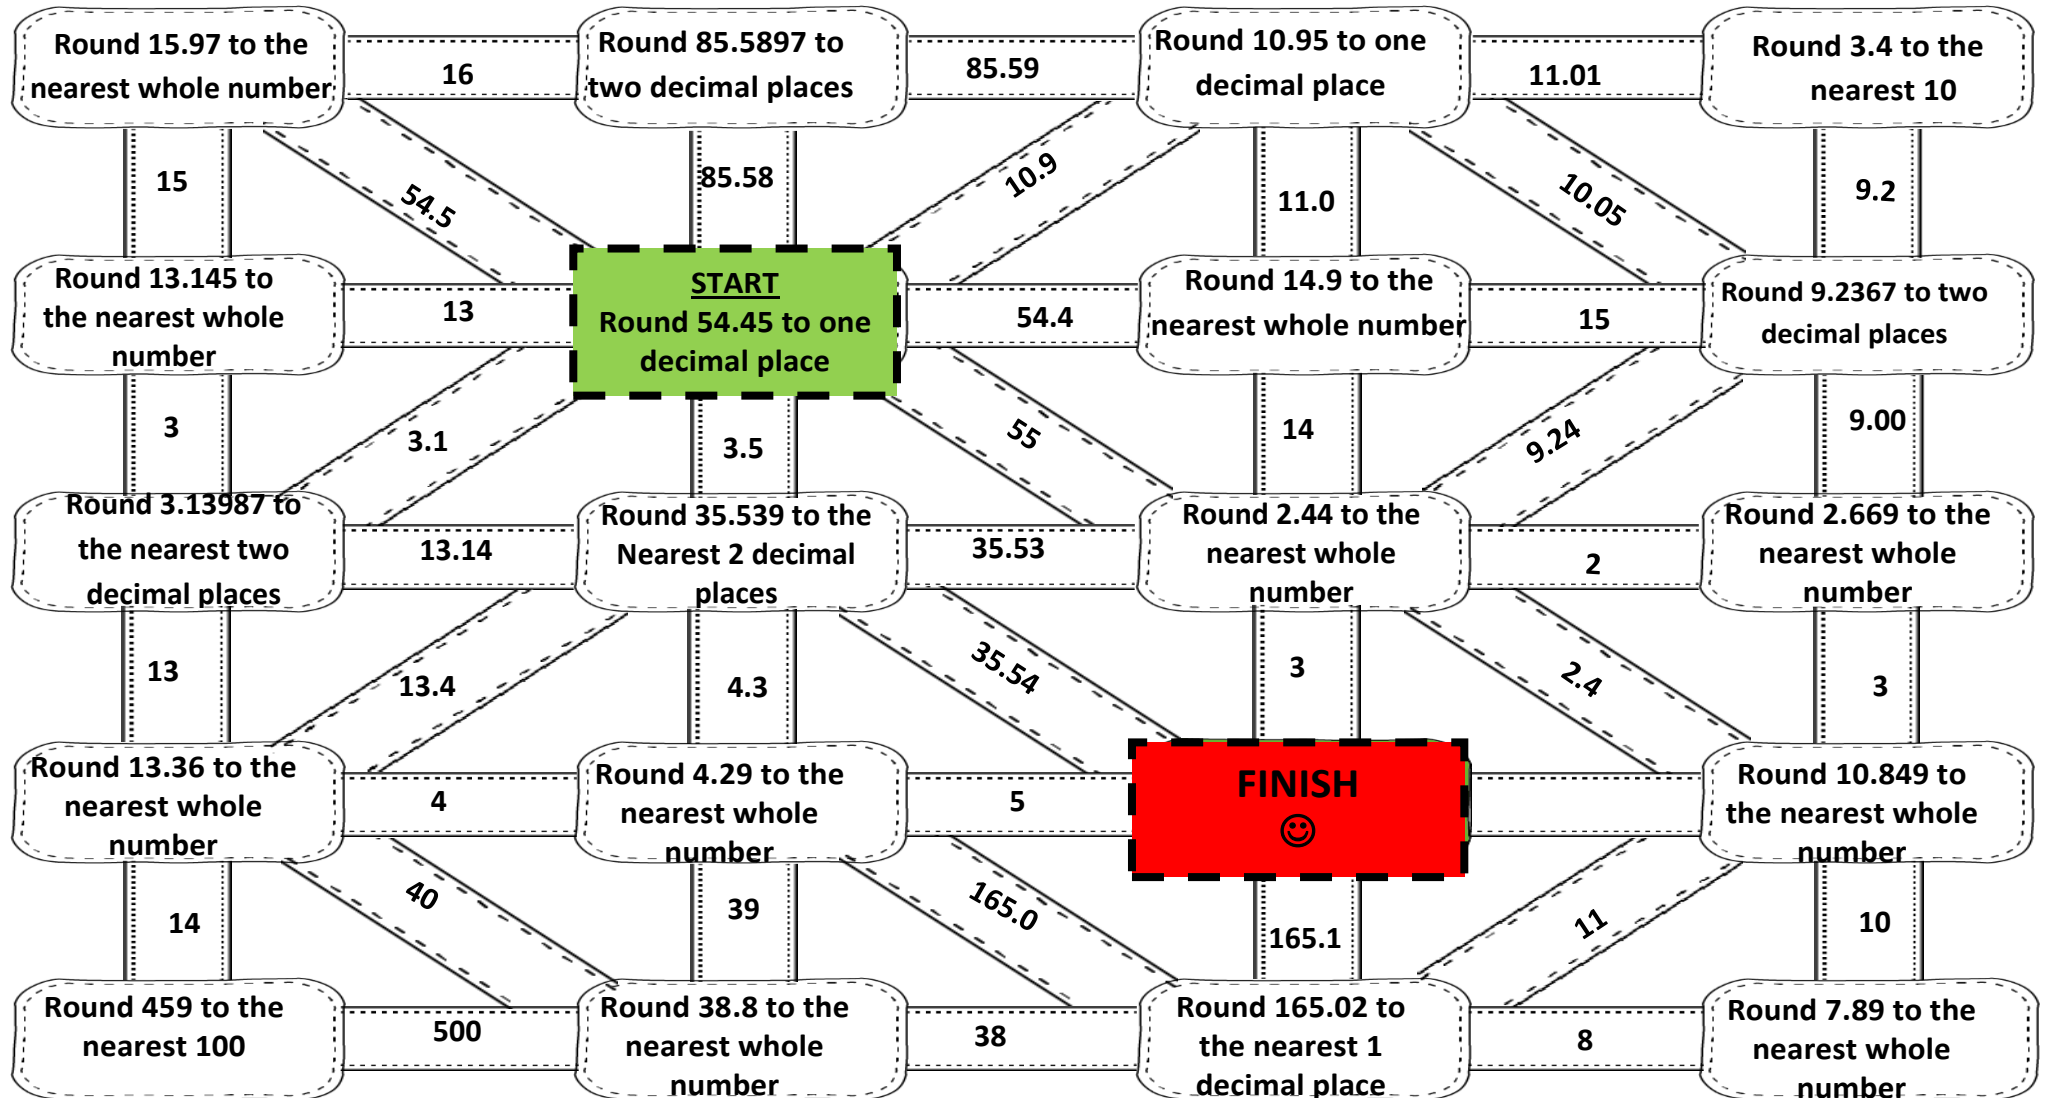 Round 15.97 to the
nearest whole number
16
Round 85.5897 to
two decimal places
85.59
Round 10.95 to one
decimal place
11.01
Round 3.4 to the
nearest 10
15
54.5
85.58
10.9
11.0
10.05
9.2
Round 13.145 to
the nearest whole
number
13
START
Round 54.45 to one
decimal place
54.4
Round 14.9 to the
nearest whole number
15
Round 9.2367 to two
decimal places
3
3.1
3.5
55
14
9.24
9.00
Round 3.13987 to
the nearest two
decimal places
13.14
Round 35.539 to the
Nearest 2 decimal
places
35.53
Round 2.44 to the
nearest whole
number
2
Round 2.669 to the
nearest whole
number
13
13.4
4.3
35.54
3
2.4
3
Round 13.36 to the
nearest whole
number
4
Round 4.29 to the
nearest whole
number
5
FINISH
Round 10.849 to
the nearest whole
number
14
40
39
165.0
165.1
11
10
Round 459 to the
nearest 100
500
Round 38.8 to the
nearest whole
number
38
Round 165.02 to
the nearest 1
decimal place
8
Round 7.89 to the
nearest whole
number